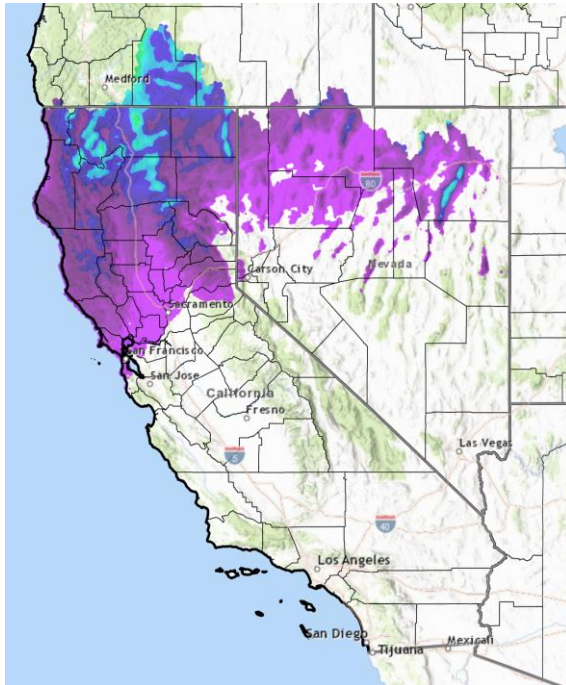 Medford
80
Carson City
Nevada
Sacramento
San Francisco
San Jose
California
Fresno
Las Vegas
5
40
Los Angeles
San Diego
Tijuana
Mexicali